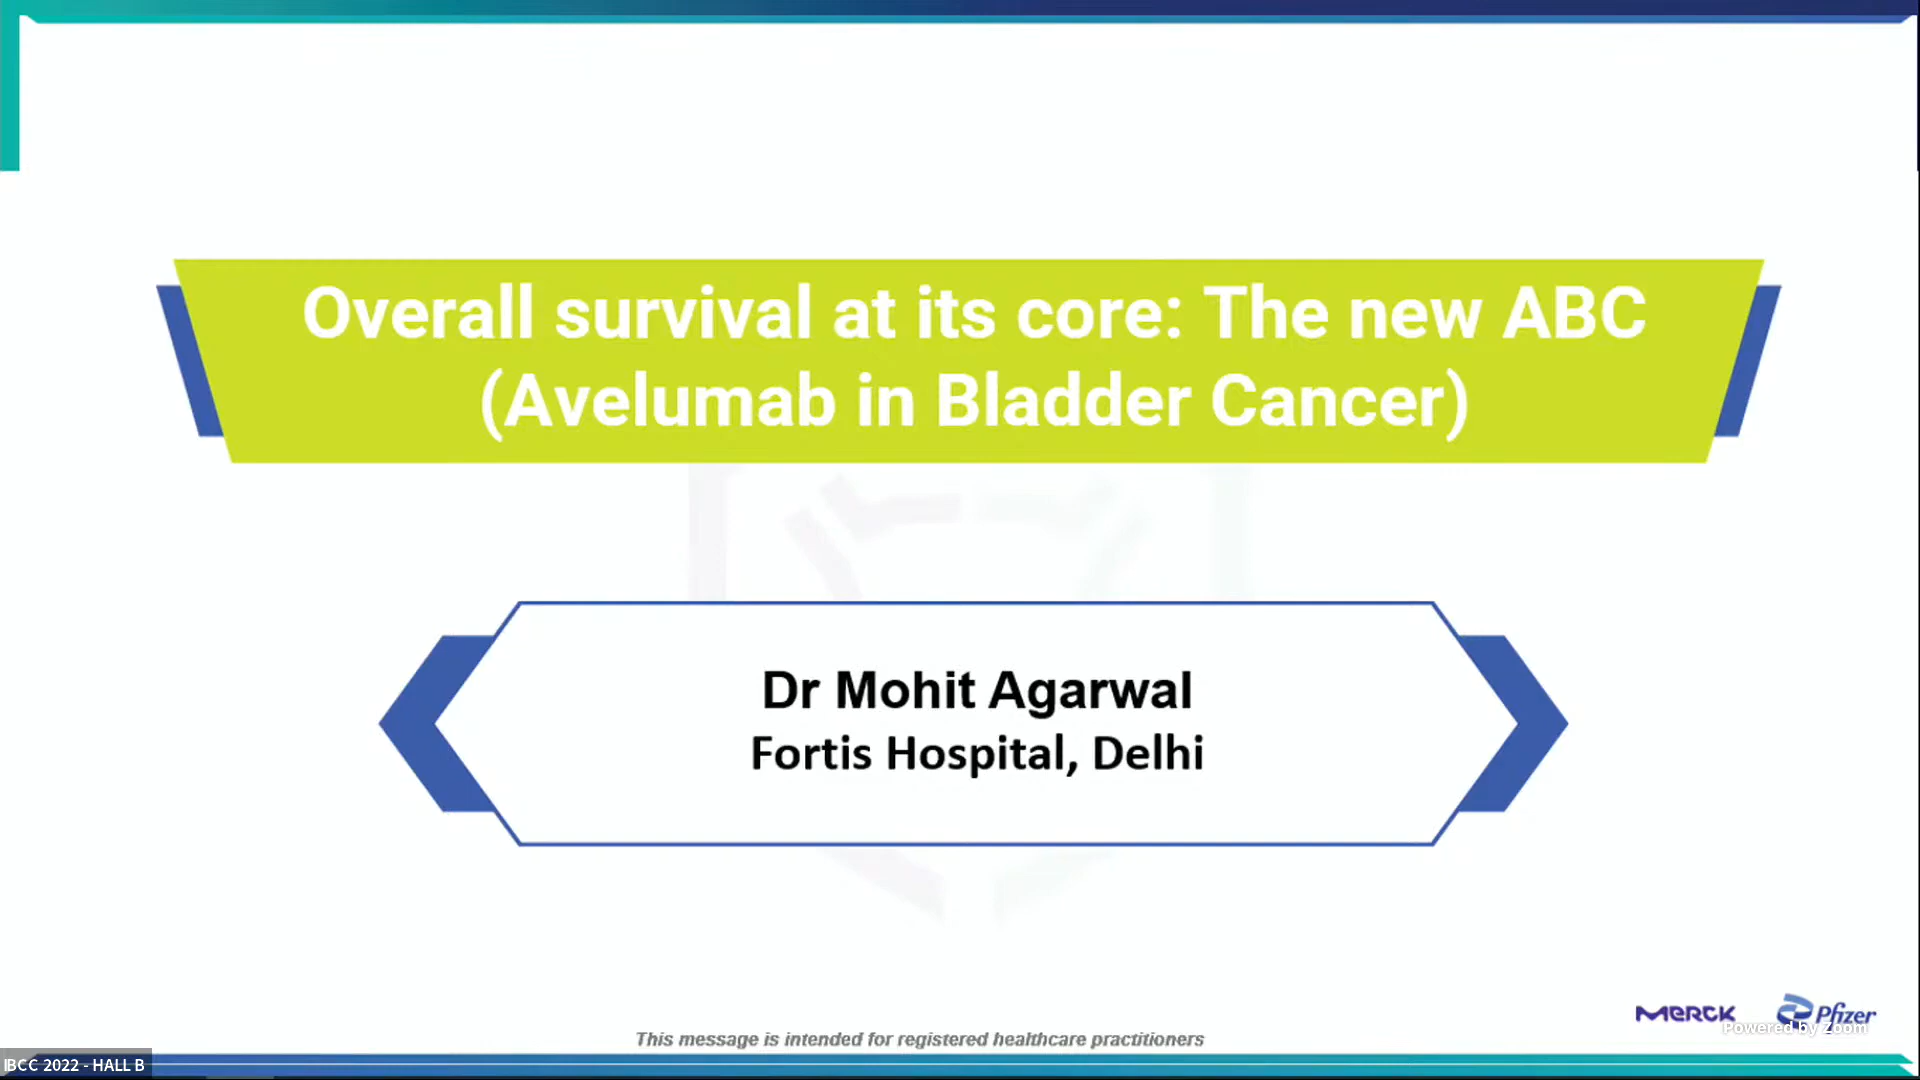 Overall survival at its core: The new ABC
(Avelumab in Bladder Cancer)
Dr Mohit Agarwal
Fortis Hospital, Delhi
MERCK
Pfizer
Powered by Zoom
This message is intended for registered healthcare practitioners
IBCC 2022 - HALL B